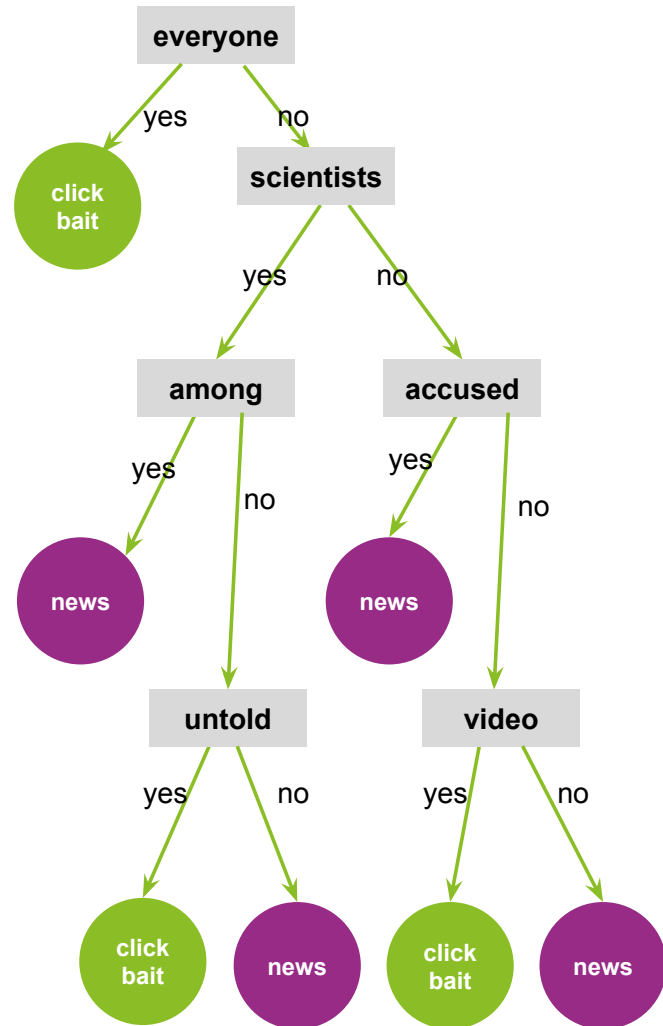 everyone
yes
no
click
bait
scientists
yes
no
among
accused
yes
yes
no
no
news
news
untold
video
yes
no
yes
no
click
bait
news
click
bait
news